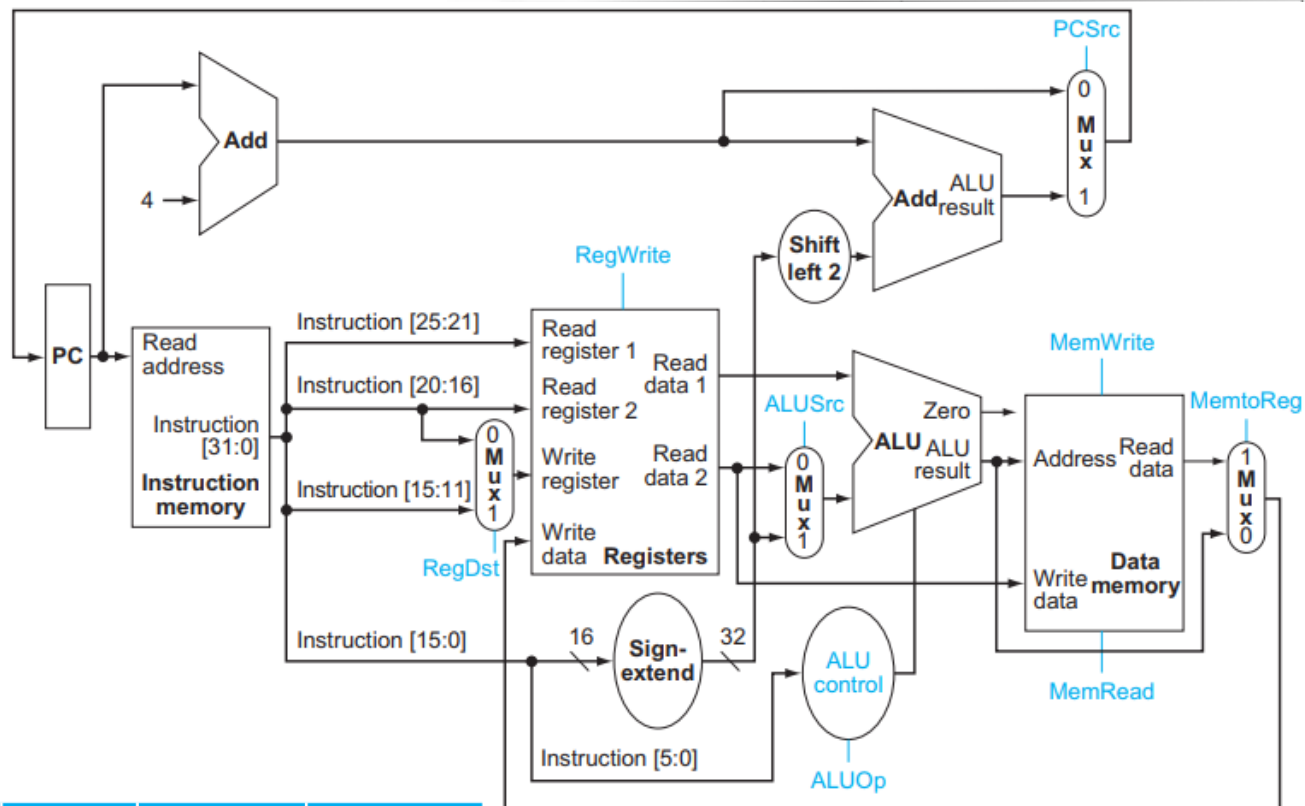 PCSrc
0
M
u
x
1
Add
4
Add ALU
result
Shift
left 2
RegWrite
PC
Read
address
Instruction
[31:0]
Instruction
memory
Instruction [25:21]
Instruction [20:16]
Instruction [15:11]
0
M
u
x
1
RegDst
Read
register 1
Read
register 2
Write
register
Write
data
Read
data 1
Read
data 2
Registers
ALUSrc
0
M
u
x
1
Zero
ALU ALU
result
MemWrite
Address
Read
data
Write
data
Data
memory
MemRead
MemtoReg
1
M
u
x
0
Instruction [15:0]
16
Sign-
extend
32
ALU
control
Instruction [5:0]
ALUOp